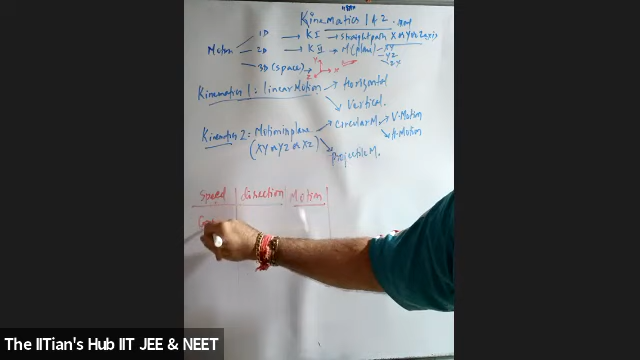 Kinematics 1 & 2
Motion
1D → K I → straight path X or Y or Z axis
2D → K II → M (plane) XY
YZ
ZX
3D (space) →
Y
X
Z
Kinematics 1: linear Motion → Horizontal
→ Vertical.
Kinematics 2: Motion in plane → Circular M. → V. Motion
→ H. Motion
(XY or YZ or XZ) → Projectile M.
Speed | direction | Motion
The IITian's Hub IIT JEE & NEET